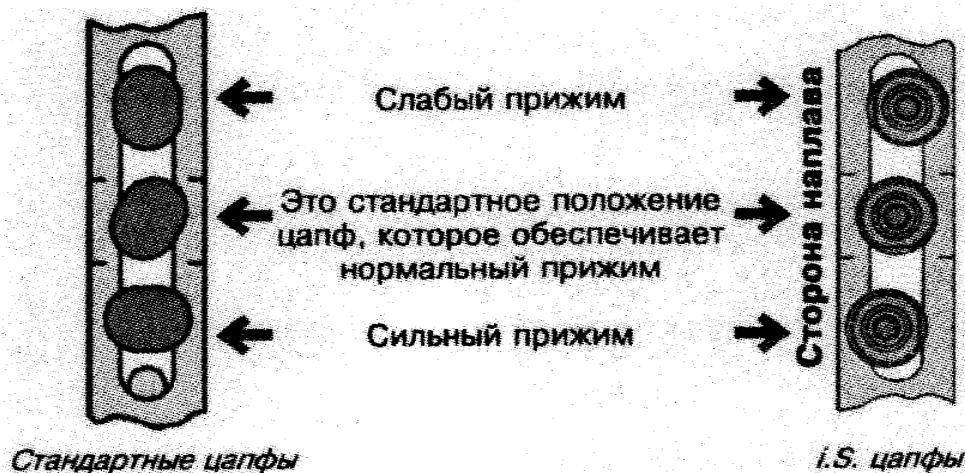 Слабый прижим
Это стандартное положение
цапф, которое обеспечивает
нормальный прижим
Сильный прижим
Сторона наплава
Стандартные цапфы
i.S. цапфы